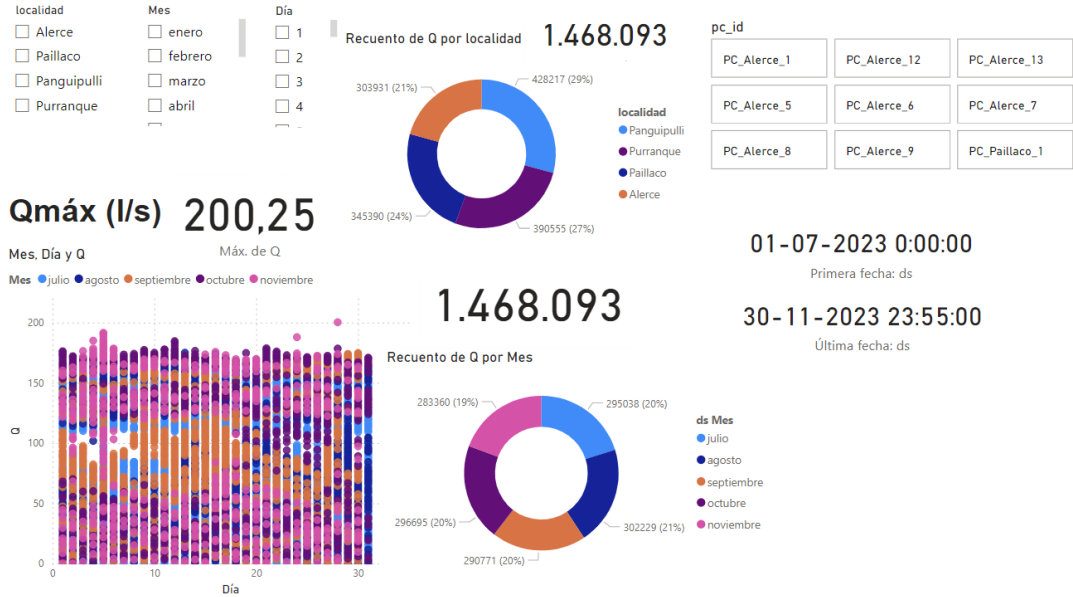 localidad
Alerce
Paillaco
Panguipulli
Purranque
Mes
enero
febrero
marzo
abril
Día
1
2
3
4
Recuento de Q por localidad
1.468.093
303931 (21%)
428217 (29%)
345390 (24%)
390555 (27%)
localidad
Panguipulli
Purranque
Paillaco
Alerce
pc_id
PC_Alerce_1 PC_Alerce_12 PC_Alerce_13
PC_Alerce_5 PC_Alerce_6 PC_Alerce_7
PC_Alerce_8 PC_Alerce_9 PC_Paillaco_1
Qmáx (l/s)
200,25
Máx. de Q
Mes, Día y Q
Mes julio agosto septiembre octubre noviembre
200
150
100
50
0
Q
0 10 20 30
Día
1.468.093
Recuento de Q por Mes
283360 (19%)
295038 (20%)
296695 (20%)
302229 (21%)
290771 (20%)
ds Mes
julio
agosto
septiembre
octubre
noviembre
01-07-2023 0:00:00
Primera fecha: ds
30-11-2023 23:55:00
Última fecha: ds